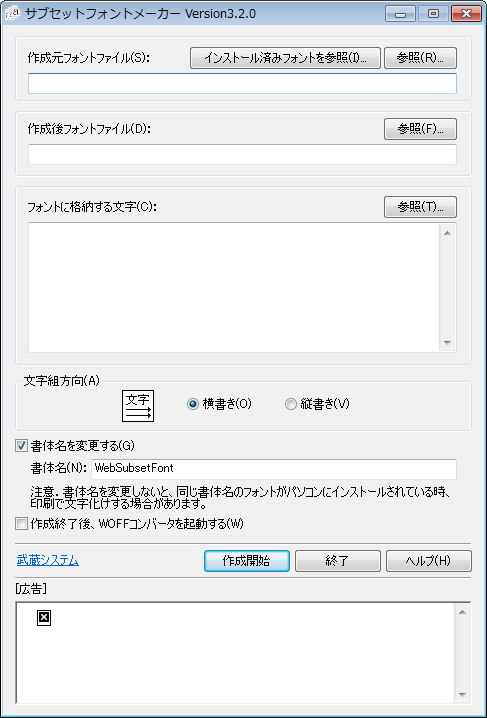 サブセットフォントメーカー Version3.2.0
作成元フォントファイル(S):
インストール済みフォントを参照(I)...
参照(R)...
作成後フォントファイル(D):
参照(F)...
フォントに格納する文字(C):
参照(T)...
文字組方向(A)
文字
横書き(O)
縦書き(V)
書体名を変更する(G)
書体名(N): WebSubsetFont
注意．書体名を変更しないと、同じ書体名のフォントがパソコンにインストールされている時、
印刷で文字化けする場合があります。
作成終了後、WOFFコンバータを起動する(W)
武蔵システム
作成開始
終了
ヘルプ(H)
[広告]